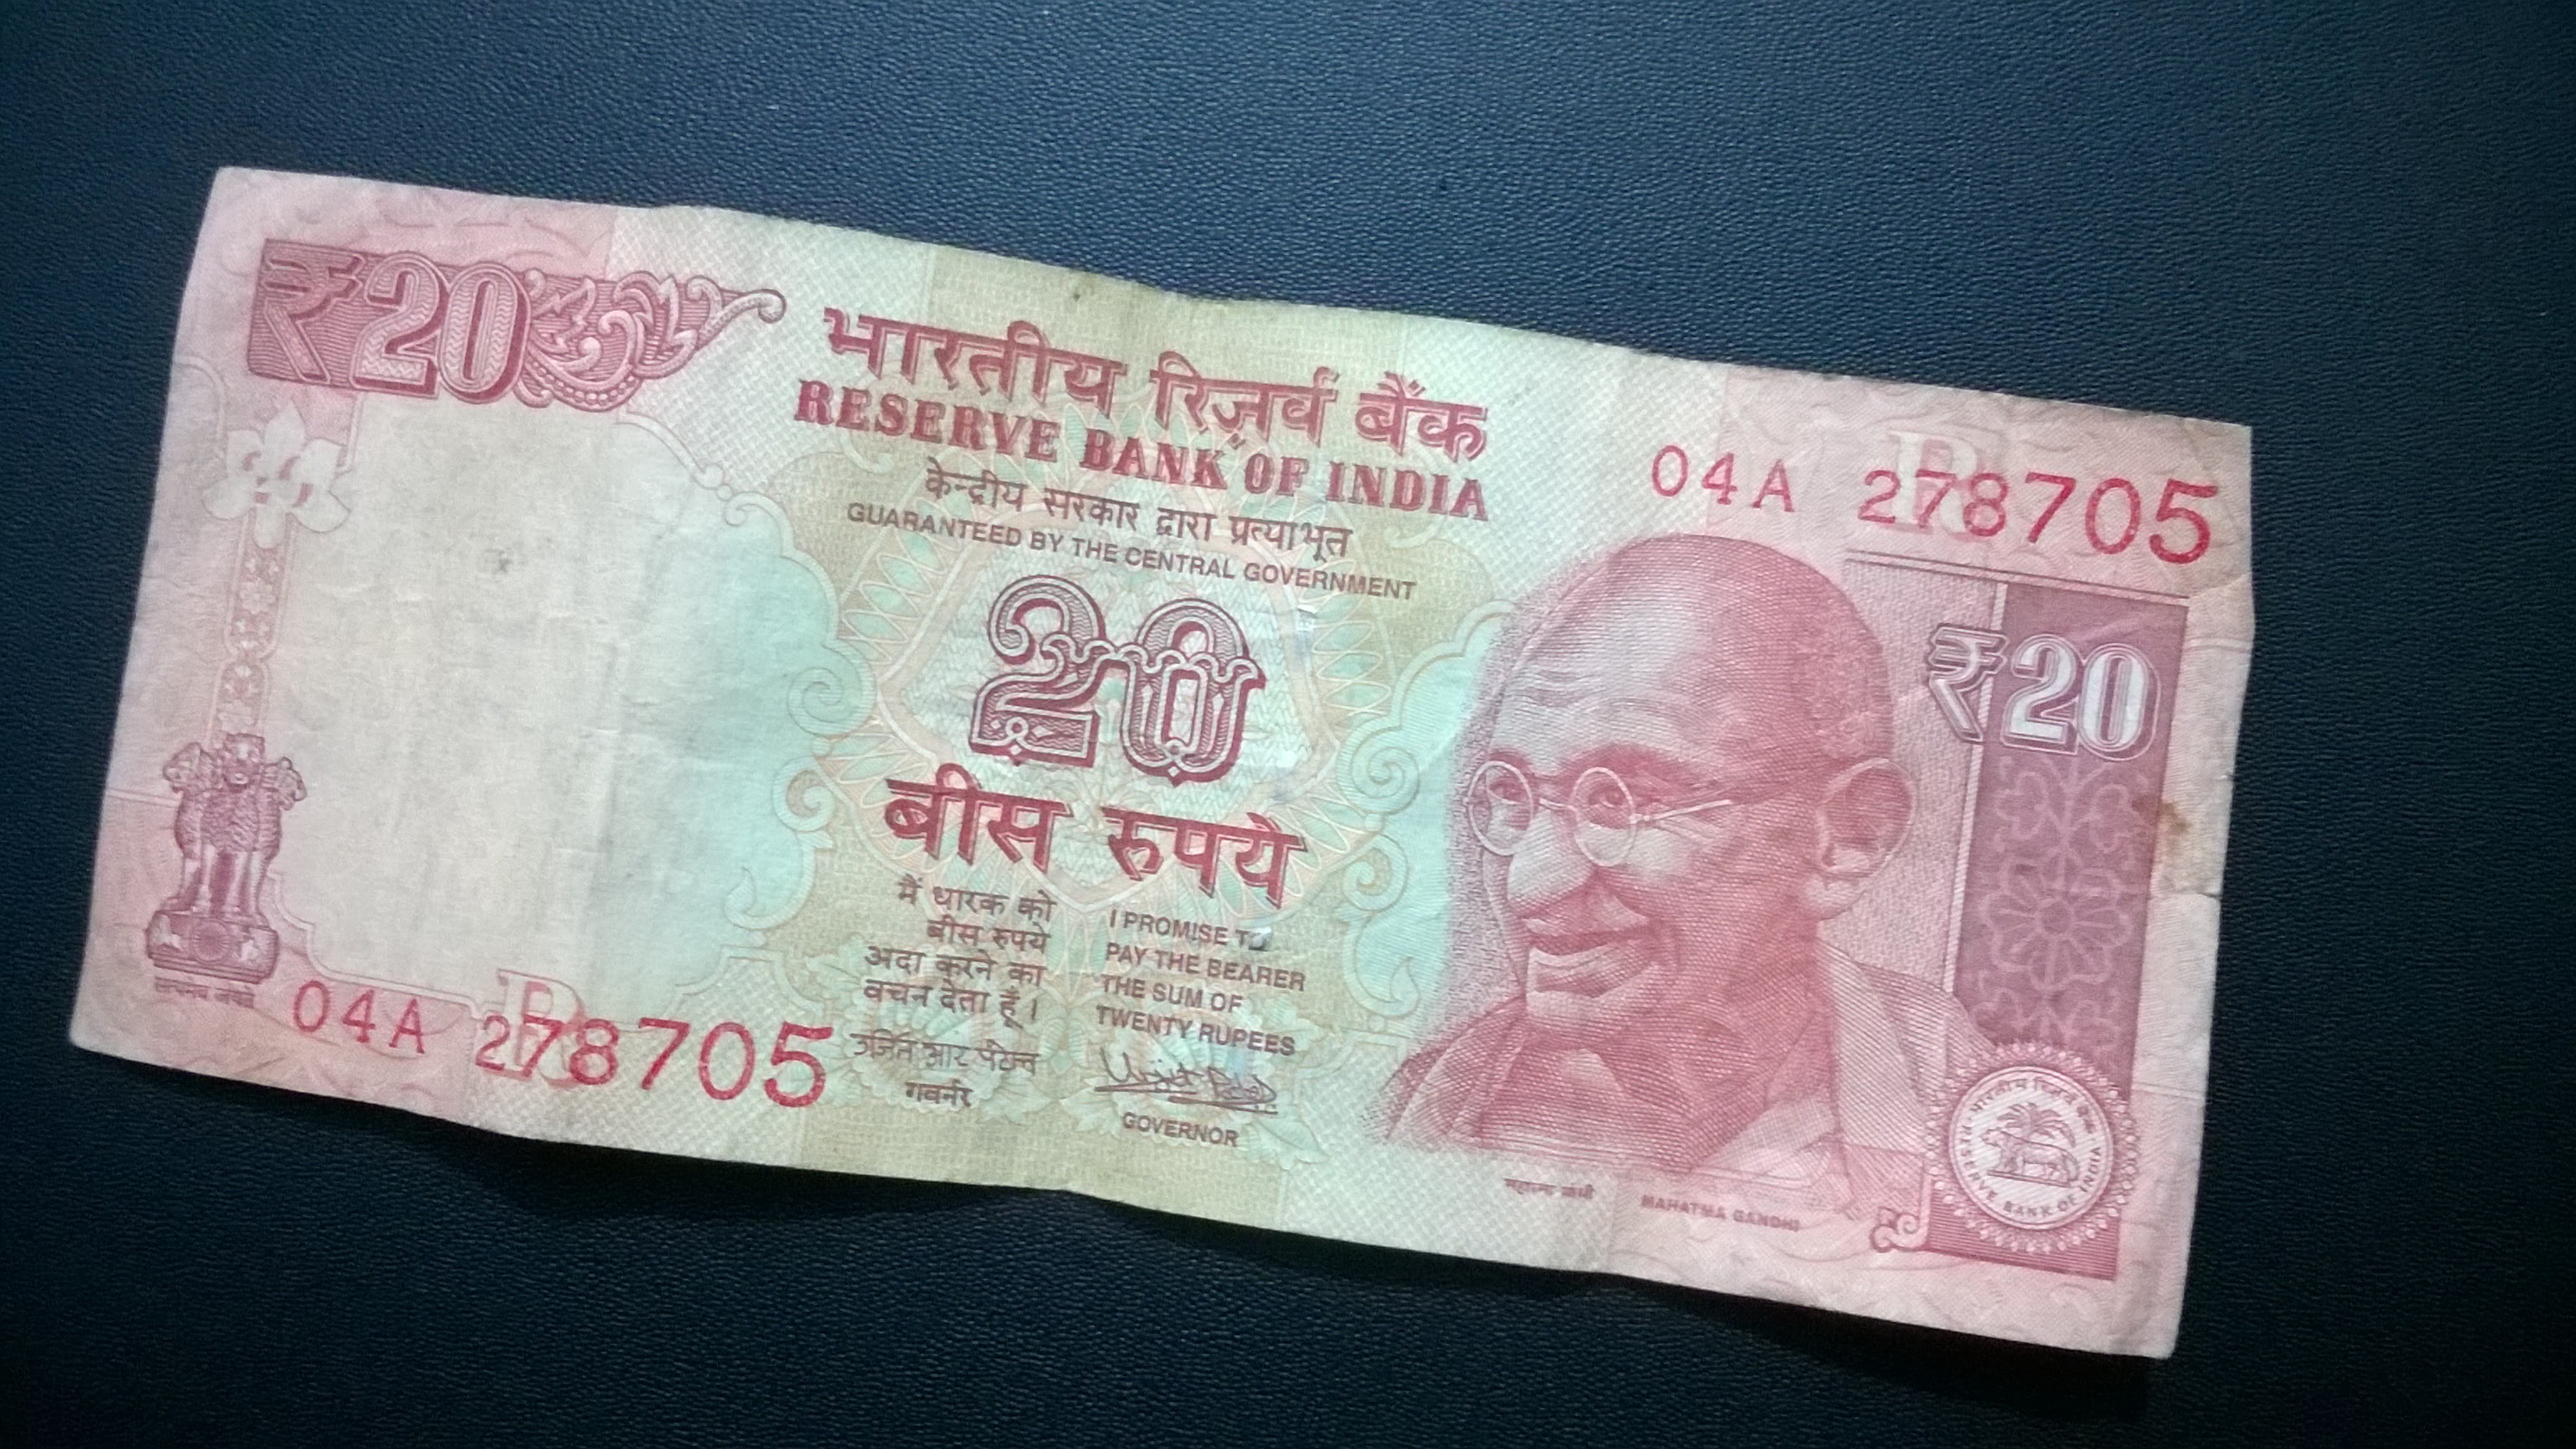 ₹20
भारतीय रिज़र्व बैंक
RESERVE BANK OF INDIA
केन्द्रीय सरकार द्वारा प्रत्याभूत
GUARANTEED BY THE CENTRAL GOVERNMENT
04A 278705
R
20
₹20
बीस रुपये
मैं धारक को
बीस रुपये
अदा करने का
वचन देता हूँ।
I PROMISE TO
PAY THE BEARER
THE SUM OF
TWENTY RUPEES
उर्जित आर पटेल
गवर्नर
GOVERNOR
सत्यमेव जयते
04A 278705
R
महात्मा गांधी
MAHATMA GANDHI
भारतीय रिज़र्व बैंक
RESERVE BANK OF INDIA